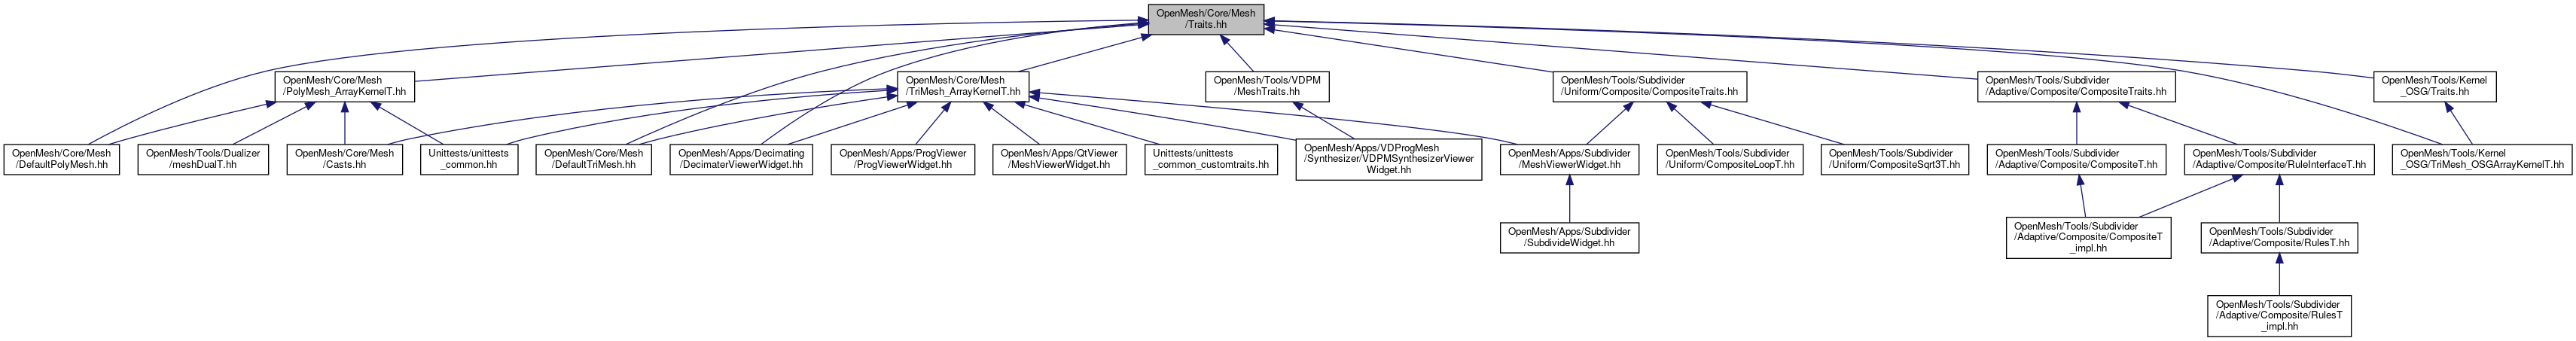 OpenMesh/Core/Mesh
/Traits.hh
OpenMesh/Core/Mesh
/PolyMesh_ArrayKernelT.hh
OpenMesh/Core/Mesh
/TriMesh_ArrayKernelT.hh
OpenMesh/Tools/VDPM
/MeshTraits.hh
OpenMesh/Tools/Subdivider
/Uniform/Composite/CompositeTraits.hh
OpenMesh/Tools/Subdivider
/Adaptive/Composite/CompositeTraits.hh
OpenMesh/Tools/Kernel
_OSG/Traits.hh
OpenMesh/Core/Mesh
/DefaultPolyMesh.hh
OpenMesh/Tools/Dualizer
/meshDualT.hh
OpenMesh/Core/Mesh
/Casts.hh
Unittests/unittests
_common.hh
OpenMesh/Core/Mesh
/DefaultTriMesh.hh
OpenMesh/Apps/Decimating
/DecimaterViewerWidget.hh
OpenMesh/Apps/ProgViewer
/ProgViewerWidget.hh
OpenMesh/Apps/QtViewer
/MeshViewerWidget.hh
Unittests/unittests
_common_customtraits.hh
OpenMesh/Apps/VDProgMesh
/Synthesizer/VDPMSynthesizerViewer
Widget.hh
OpenMesh/Apps/Subdivider
/MeshViewerWidget.hh
OpenMesh/Tools/Subdivider
/Uniform/CompositeLoopT.hh
OpenMesh/Tools/Subdivider
/Uniform/CompositeSqrt3T.hh
OpenMesh/Tools/Subdivider
/Adaptive/Composite/CompositeT.hh
OpenMesh/Tools/Subdivider
/Adaptive/Composite/RuleInterfaceT.hh
OpenMesh/Tools/Kernel
_OSG/TriMesh_OSGArrayKernelT.hh
OpenMesh/Apps/Subdivider
/SubdivideWidget.hh
OpenMesh/Tools/Subdivider
/Adaptive/Composite/CompositeT
_impl.hh
OpenMesh/Tools/Subdivider
/Adaptive/Composite/RulesT.hh
OpenMesh/Tools/Subdivider
/Adaptive/Composite/RulesT
_impl.hh